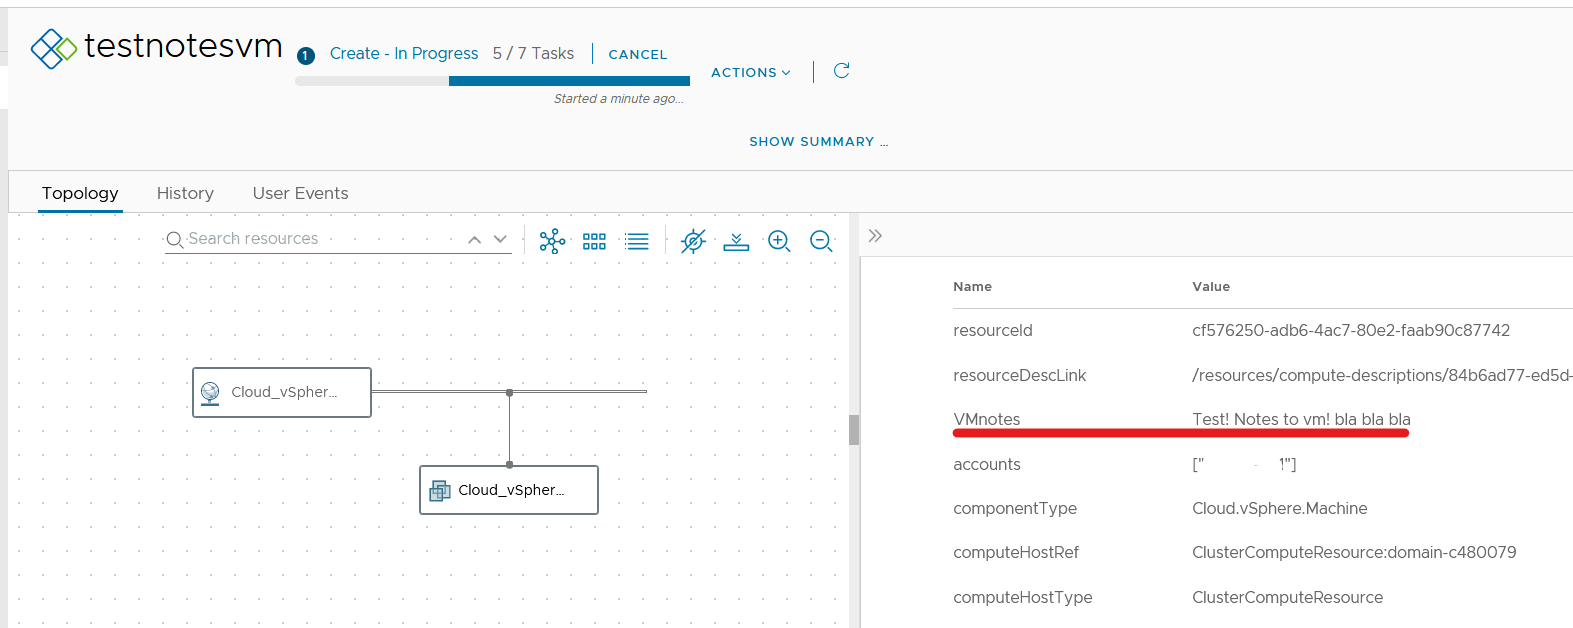 testnotesvm
1 Create - In Progress 5 / 7 Tasks CANCEL
ACTIONS
Started a minute ago...
SHOW SUMMARY ...
Topology History User Events
Search resources
Cloud_vSpher...
Cloud_vSpher...
Name Value
resourceId cf576250-adb6-4ac7-80e2-faab90c87742
resourceDescLink /resources/compute-descriptions/84b6ad77-ed5d-
VMnotes Test! Notes to vm! bla bla bla
accounts [" - 1"]
componentType Cloud.vSphere.Machine
computeHostRef ClusterComputeResource:domain-c480079
computeHostType ClusterComputeResource